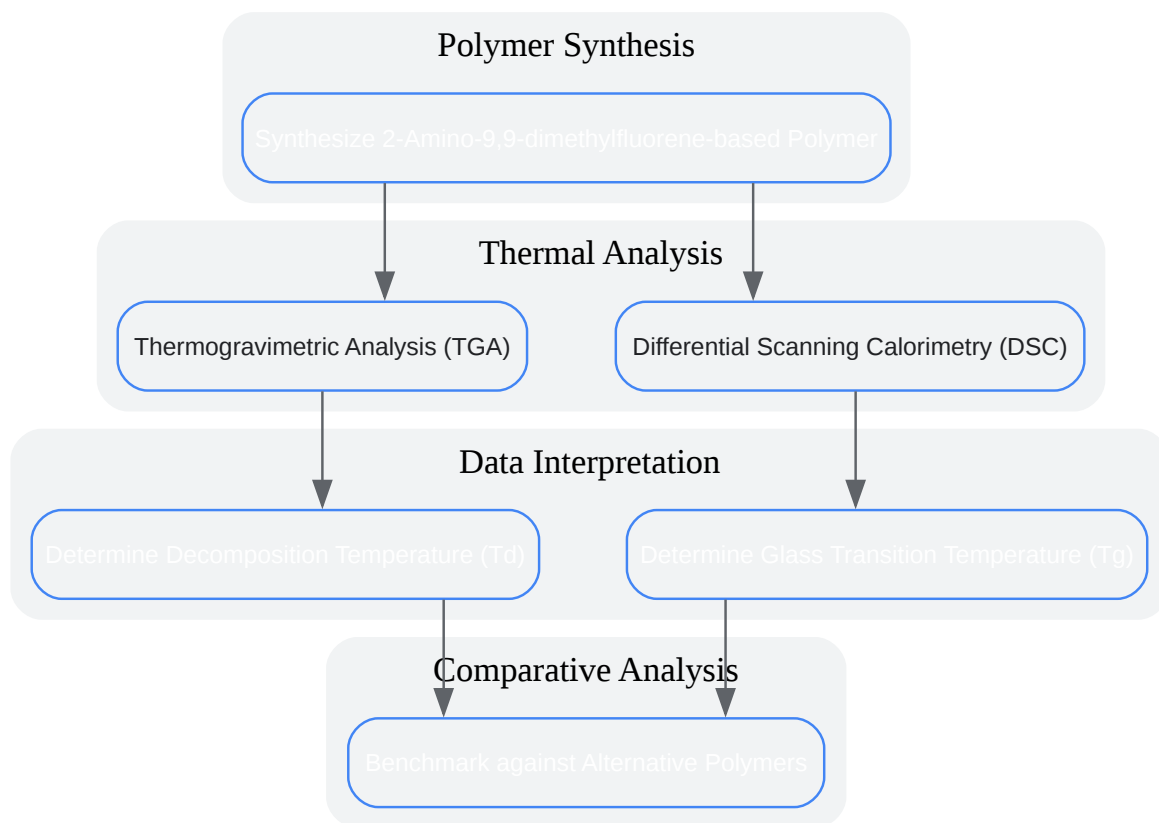 Polymer Synthesis
Synthesize 2-Amino-9,9-dimethylfluorene-based Polymer
Thermal Analysis
Thermogravimetric Analysis (TGA)
Differential Scanning Calorimetry (DSC)
Data Interpretation
Determine Decomposition Temperature (Td)
Determine Glass Transition Temperature (Tg)
Comparative Analysis
Benchmark against Alternative Polymers